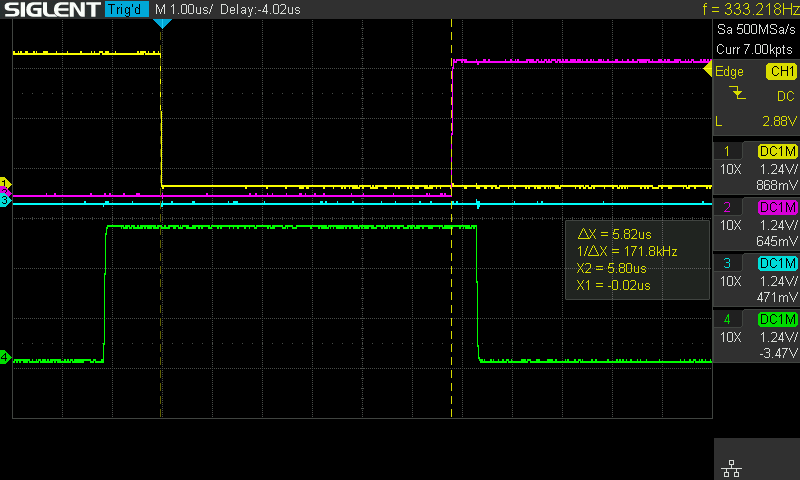 SIGLENT Trig'd M 1.00us/ Delay:-4.02us f = 333.218Hz
Sa 500MSa/s
Curr 7.00kpts
Edge CH1
DC
L 2.88V
1 DC1M
10X 1.24V/
868mV
2 DC1M
10X 1.24V/
645mV
3 DC1M
10X 1.24V/
471mV
4 DC1M
10X 1.24V/
-3.47V
1
3
4
ΔX = 5.82us
1/ΔX = 171.8kHz
X2 = 5.80us
X1 = -0.02us